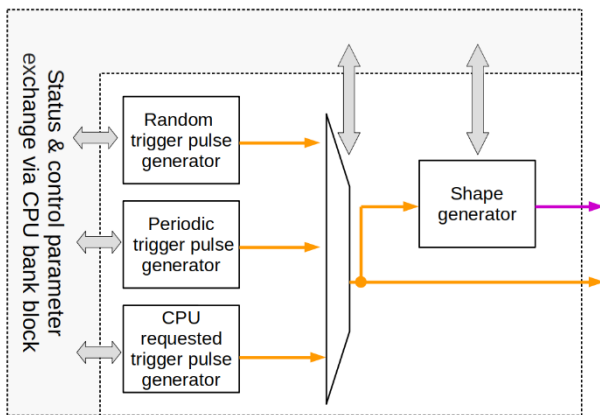 Status & control parameter
exchange via CPU bank block
Random
trigger pulse
generator
Periodic
trigger pulse
generator
CPU
requested
trigger pulse
generator
Shape
generator